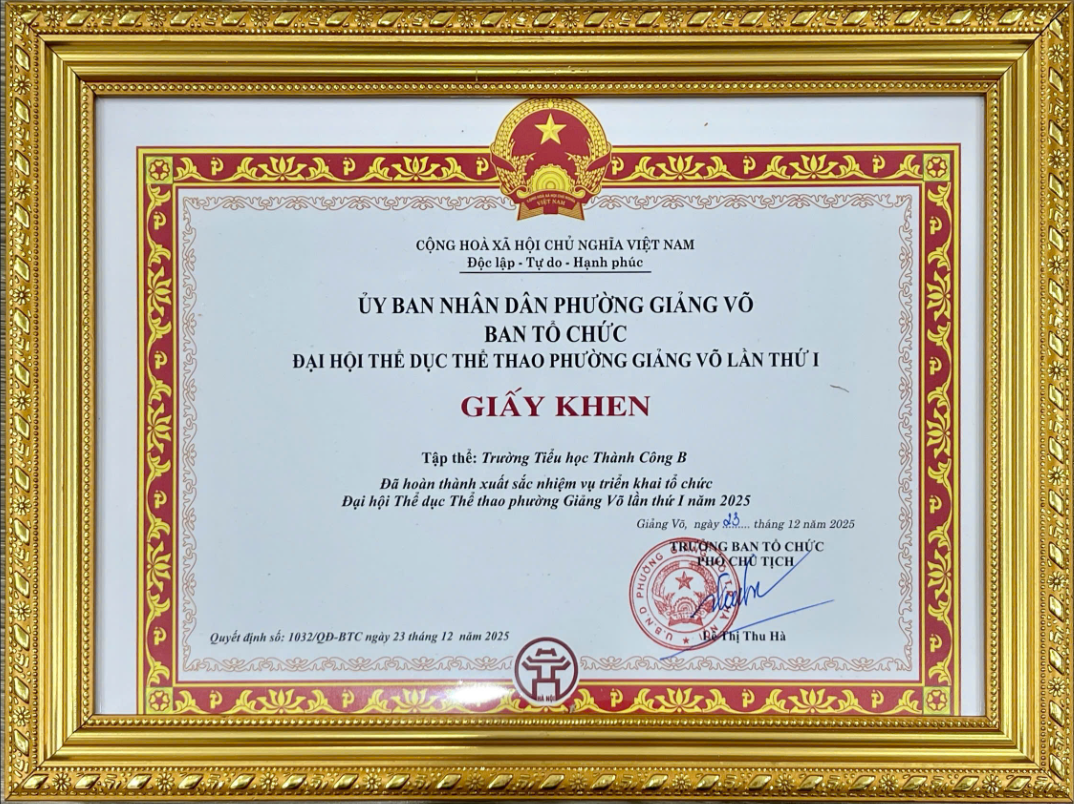 CỘNG HOÀ XÃ HỘI CHỦ NGHĨA VIỆT NAM
Độc lập - Tự do - Hạnh phúc
ỦY BAN NHÂN DÂN PHƯỜNG GIẢNG VÕ
BAN TỔ CHỨC
ĐẠI HỘI THỂ DỤC THỂ THAO PHƯỜNG GIẢNG VÕ LẦN THỨ I
GIẤY KHEN
Tập thể: Trường Tiểu học Thành Công B
Đã hoàn thành xuất sắc nhiệm vụ triển khai tổ chức
Đại hội Thể dục Thể thao phường Giảng Võ lần thứ I năm 2025
Giảng Võ, ngày 23 tháng 12 năm 2025
TRƯỞNG BAN TỔ CHỨC
PHÓ CHỦ TỊCH
U.B.N.D PHƯỜNG
Thị Thu Hà
Quyết định số: 1032/QĐ-BTC ngày 23 tháng 12 năm 2025
VIỆT NAM
HÀ NỘI